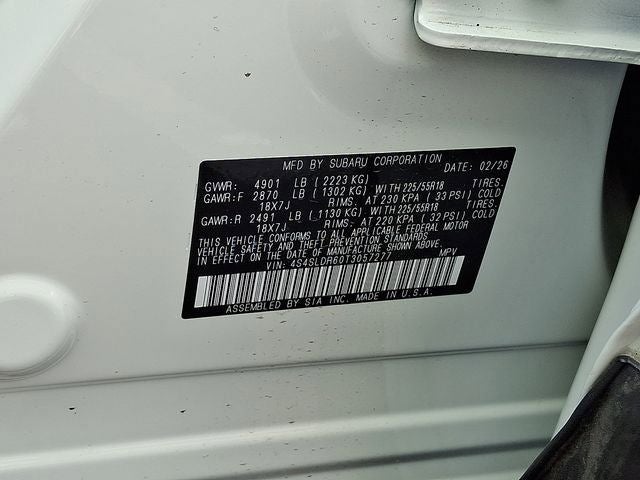 MFD BY SUBARU CORPORATION DATE: 02/26
GVWR: 4901 LB ( 2223 KG)
GAWR:F 2870 LB ( 1302 KG) WITH 225/55R18 TIRES.
18X7J RIMS. AT 230 KPA ( 33 PSI) COLD
GAWR:R 2491 LB ( 1130 KG) WITH 225/55R18 TIRES.
18X7J RIMS. AT 220 KPA ( 32 PSI) COLD
THIS VEHICLE CONFORMS TO ALL APPLICABLE FEDERAL MOTOR
VEHICLE SAFETY AND THEFT PREVENTION STANDARDS
IN EFFECT ON THE DATE OF MANUFACTURE SHOWN ABOVE.
VIN: 4S4SLDR60T3057277 MPV
ASSEMBLED BY SIA INC. MADE IN U.S.A.